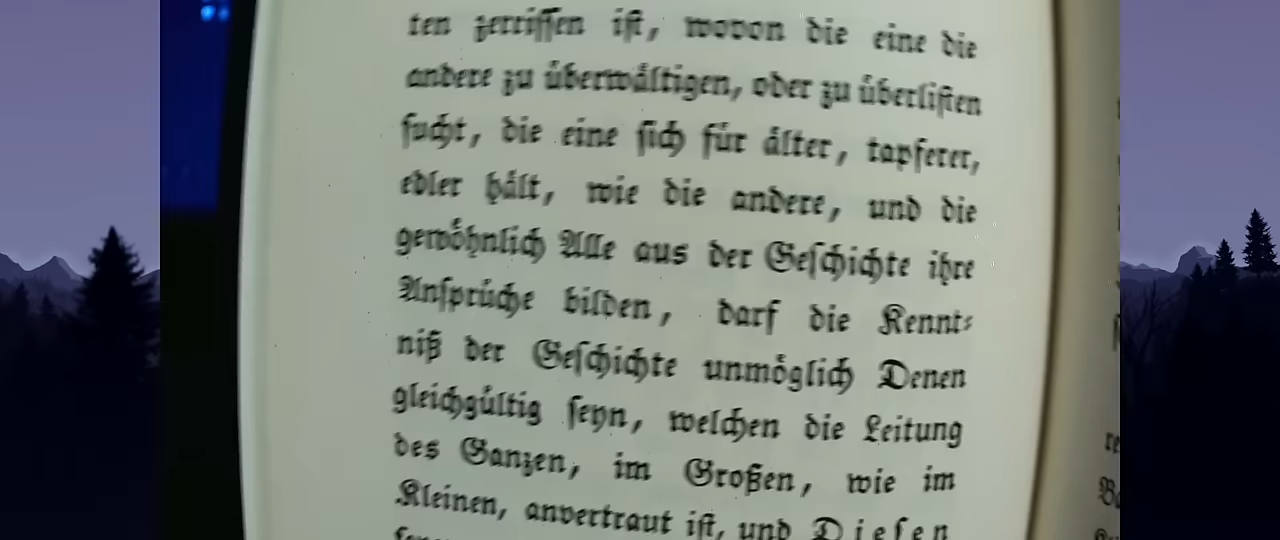 ten zerrissen ist, wovon die eine die
andere zu überwältigen, oder zu überlisten
sucht, die eine sich für älter, tapferer,
edler hält, wie die andere, und die
gewöhnlich Alle aus der Geschichte ihre
Ansprüche bilden, darf die Kennt-
niß der Geschichte unmöglich Denen
gleichgültig seyn, welchen die Leitung
des Ganzen, im Großen, wie im
Kleinen, anvertraut ist, und Diesen